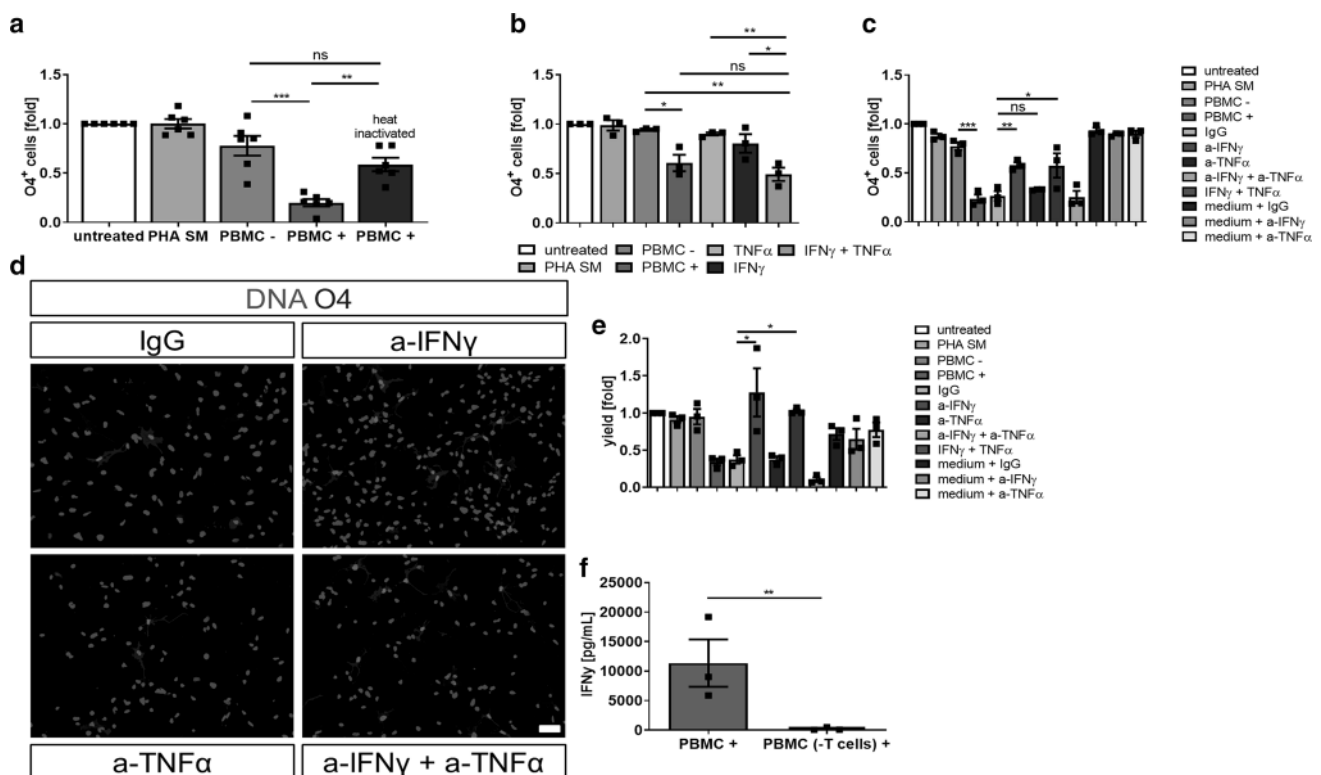 a
ns
***
**
heat
inactivated
O4+ cells [fold]
1.5
1.0
0.5
0.0
untreated PHA SM PBMC - PBMC + PBMC +
b
**
*
ns
**
*
O4+ cells [fold]
1.5
1.0
0.5
0.0
untreated PBMC - TNFα IFNγ + TNFα
PHA SM PBMC + IFNγ
c
*
ns
*** **
O4+ cells [fold]
1.5
1.0
0.5
0.0
untreated
PHA SM
PBMC -
PBMC +
IgG
a-IFNγ
a-TNFα
a-IFNγ + a-TNFα
IFNγ + TNFα
medium + IgG
medium + a-IFNγ
medium + a-TNFα
d
DNA O4
IgG a-IFNγ
a-TNFα a-IFNγ + a-TNFα
e
*
*
yield [fold]
2.0
1.5
1.0
0.5
0.0
untreated
PHA SM
PBMC -
PBMC +
IgG
a-IFNγ
a-TNFα
a-IFNγ + a-TNFα
IFNγ + TNFα
medium + IgG
medium + a-IFNγ
medium + a-TNFα
f
**
IFNγ [pg/mL]
25000
20000
15000
10000
5000
0
PBMC + PBMC (-T cells) +